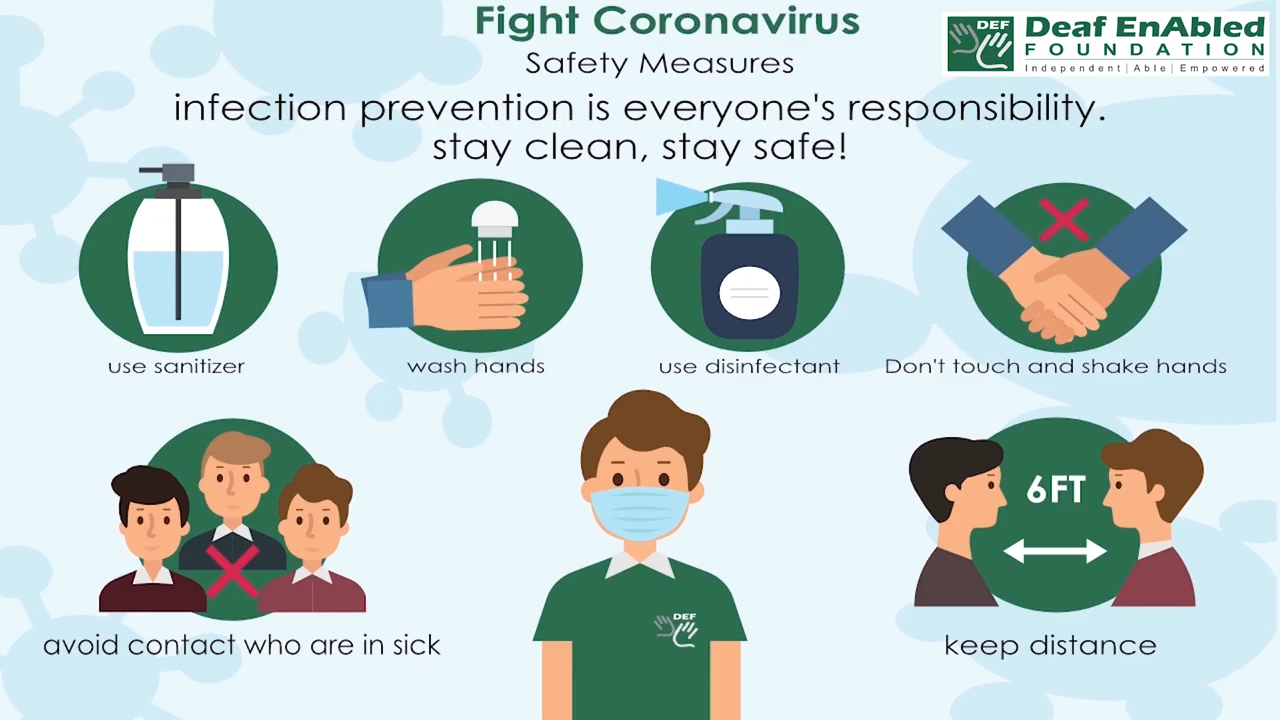 Fight Coronavirus
Safety Measures
DEF
Deaf EnAbled
FOUNDATION
Independent | Able | Empowered
infection prevention is everyone's responsibility.
stay clean, stay safe!
use sanitizer
wash hands
use disinfectant
Don't touch and shake hands
6FT
DEF
avoid contact who are in sick
keep distance